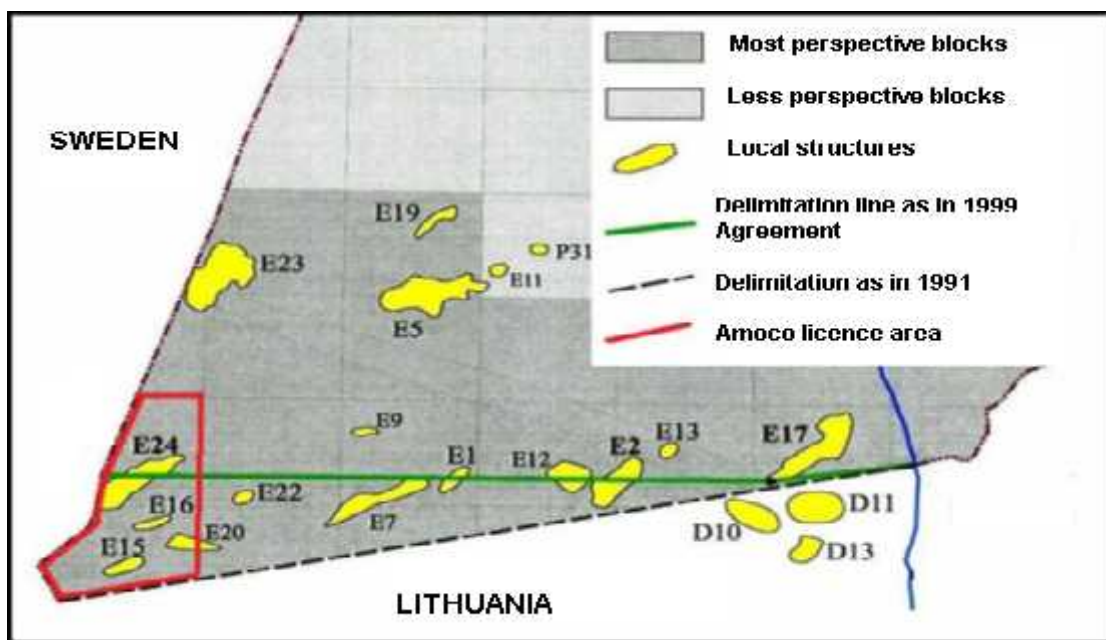 Most perspective blocks
Less perspective blocks
Local structures
Delimitation line as in 1999
Agreement
Delimitation as in 1991
Amoco licence area
SWEDEN
E19
P31
E11
E23
E5
E9
E24
E1
E12
E2
E13
E17
E16
E22
E7
E20
E15
D10
D11
D13
LITHUANIA